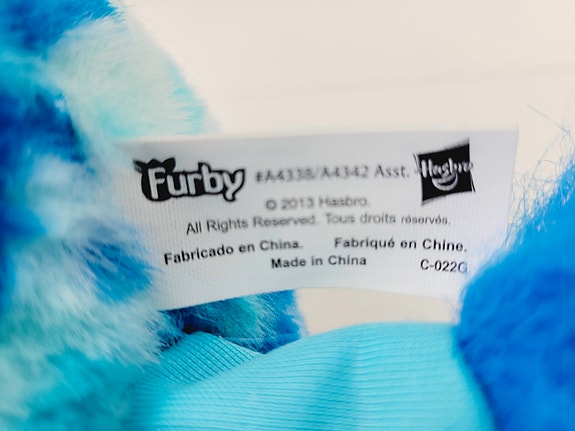 Furby #A4338/A4342 Asst. Hasbro
© 2013 Hasbro.
All Rights Reserved. Tous droits réservés.
Fabricado en China. Fabriqué en Chine.
Made in China C-022G